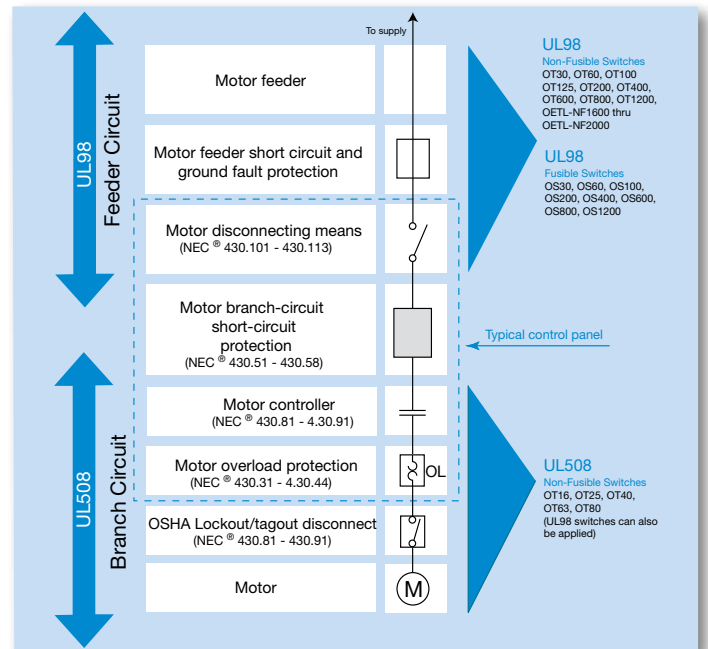 To supply
UL98
Feeder Circuit
Motor feeder
Motor feeder short circuit and
ground fault protection
Motor disconnecting means
(NEC ® 430.101 - 430.113)
Motor branch-circuit
short-circuit
protection
(NEC ® 430.51 - 430.58)
UL508
Branch Circuit
Motor controller
(NEC ® 430.81 - 4.30.91)
Motor overload protection
(NEC ® 430.31 - 4.30.44)
OL
OSHA Lockout/tagout disconnect
(NEC ® 430.81 - 430.91)
Motor
M
UL98
Non-Fusible Switches
OT30, OT60, OT100
OT125, OT200, OT400,
OT600, OT800, OT1200,
OETL-NF1600 thru
OETL-NF2000
UL98
Fusible Switches
OS30, OS60, OS100,
OS200, OS400, OS600,
OS800, OS1200
Typical control panel
UL508
Non-Fusible Switches
OT16, OT25, OT40,
OT63, OT80
(UL98 switches can also
be applied)